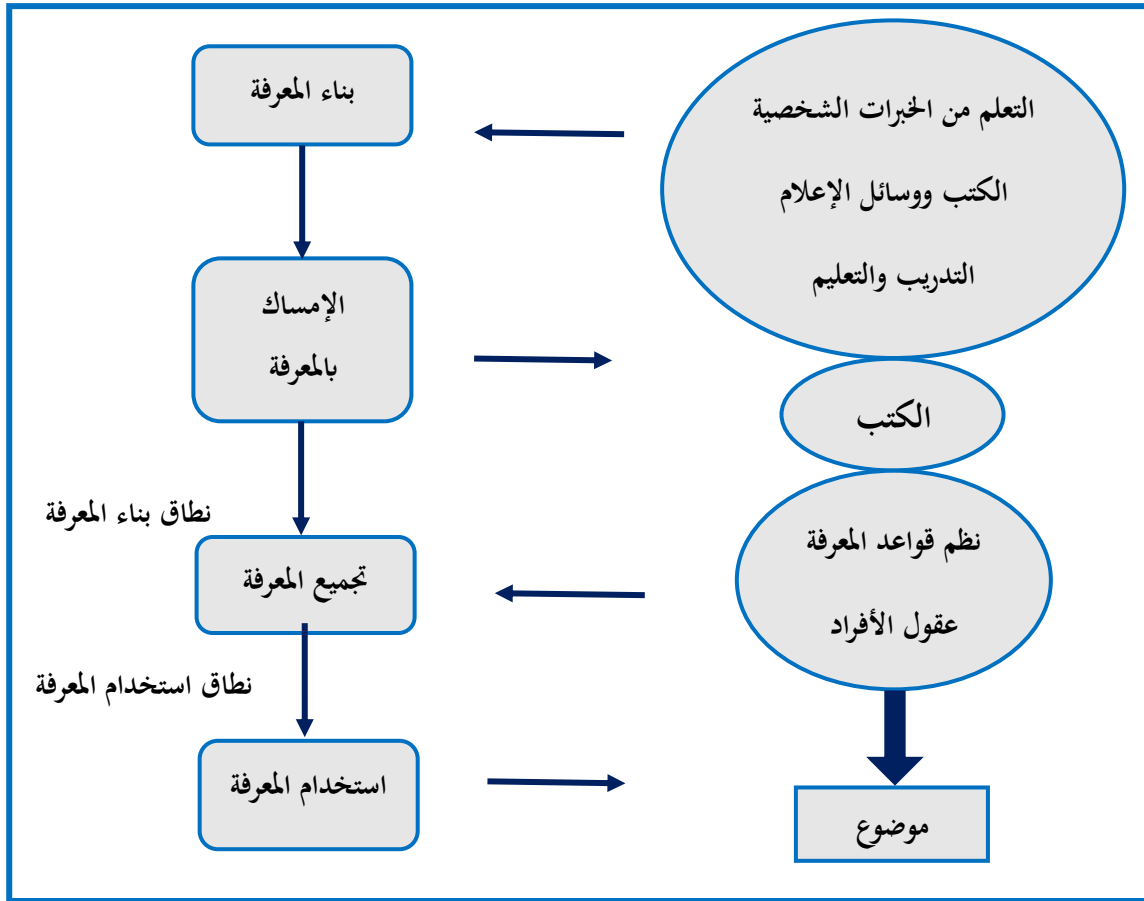 التعلم من الخبرات الشخصية
الكتب ووسائل الإعلام
التدريب والتعليم
بناء المعرفة
الإمساك
بالمعرفة
الكتب
نطاق بناء المعرفة
نظم قواعد المعرفة
عقول الأفراد
تجميع المعرفة
نطاق استخدام المعرفة
استخدام المعرفة
موضوع